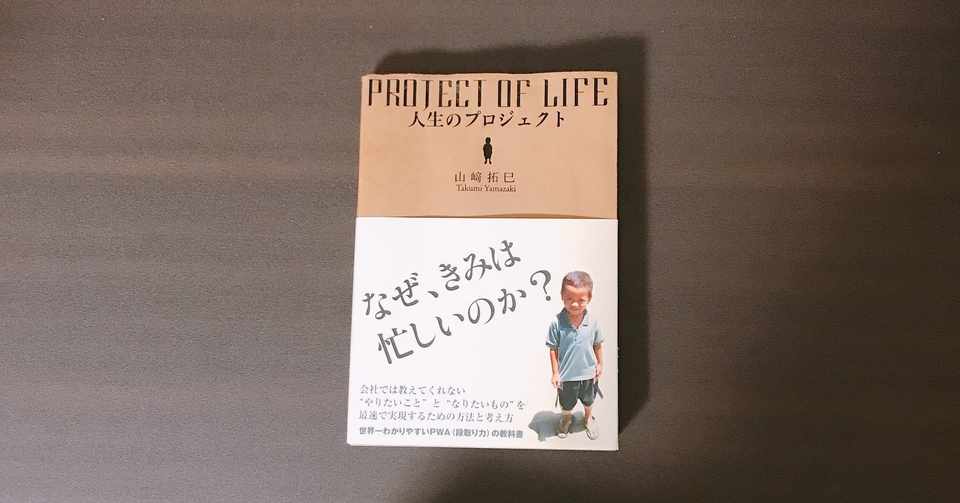 PROJECT OF LIFE
人生のプロジェクト
山﨑拓巳
Takumi Yamazaki
なぜ、きみは
忙しいのか?
会社では教えてくれない
“やりたいこと”と“なりたいもの”を
最速で実現するための方法と考え方
世界一わかりやすいPWA(段取り力)の教科書